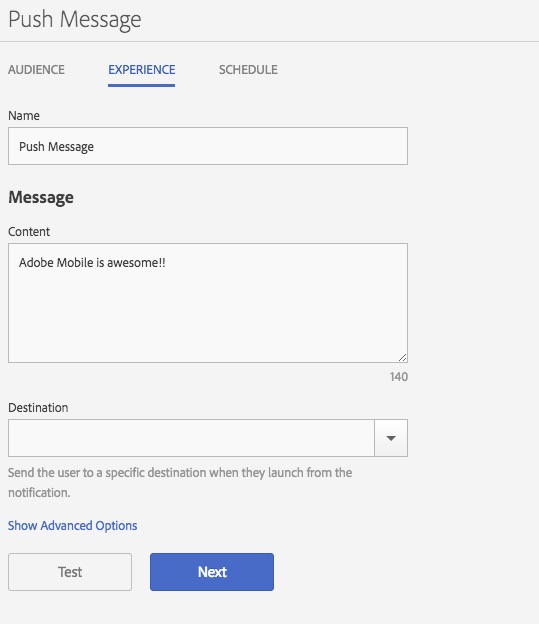 Push Message
AUDIENCE EXPERIENCE SCHEDULE
Name
Push Message
Message
Content
Adobe Mobile is awesome!!
140
Destination
Send the user to a specific destination when they launch from the
notification.
Show Advanced Options
Test Next